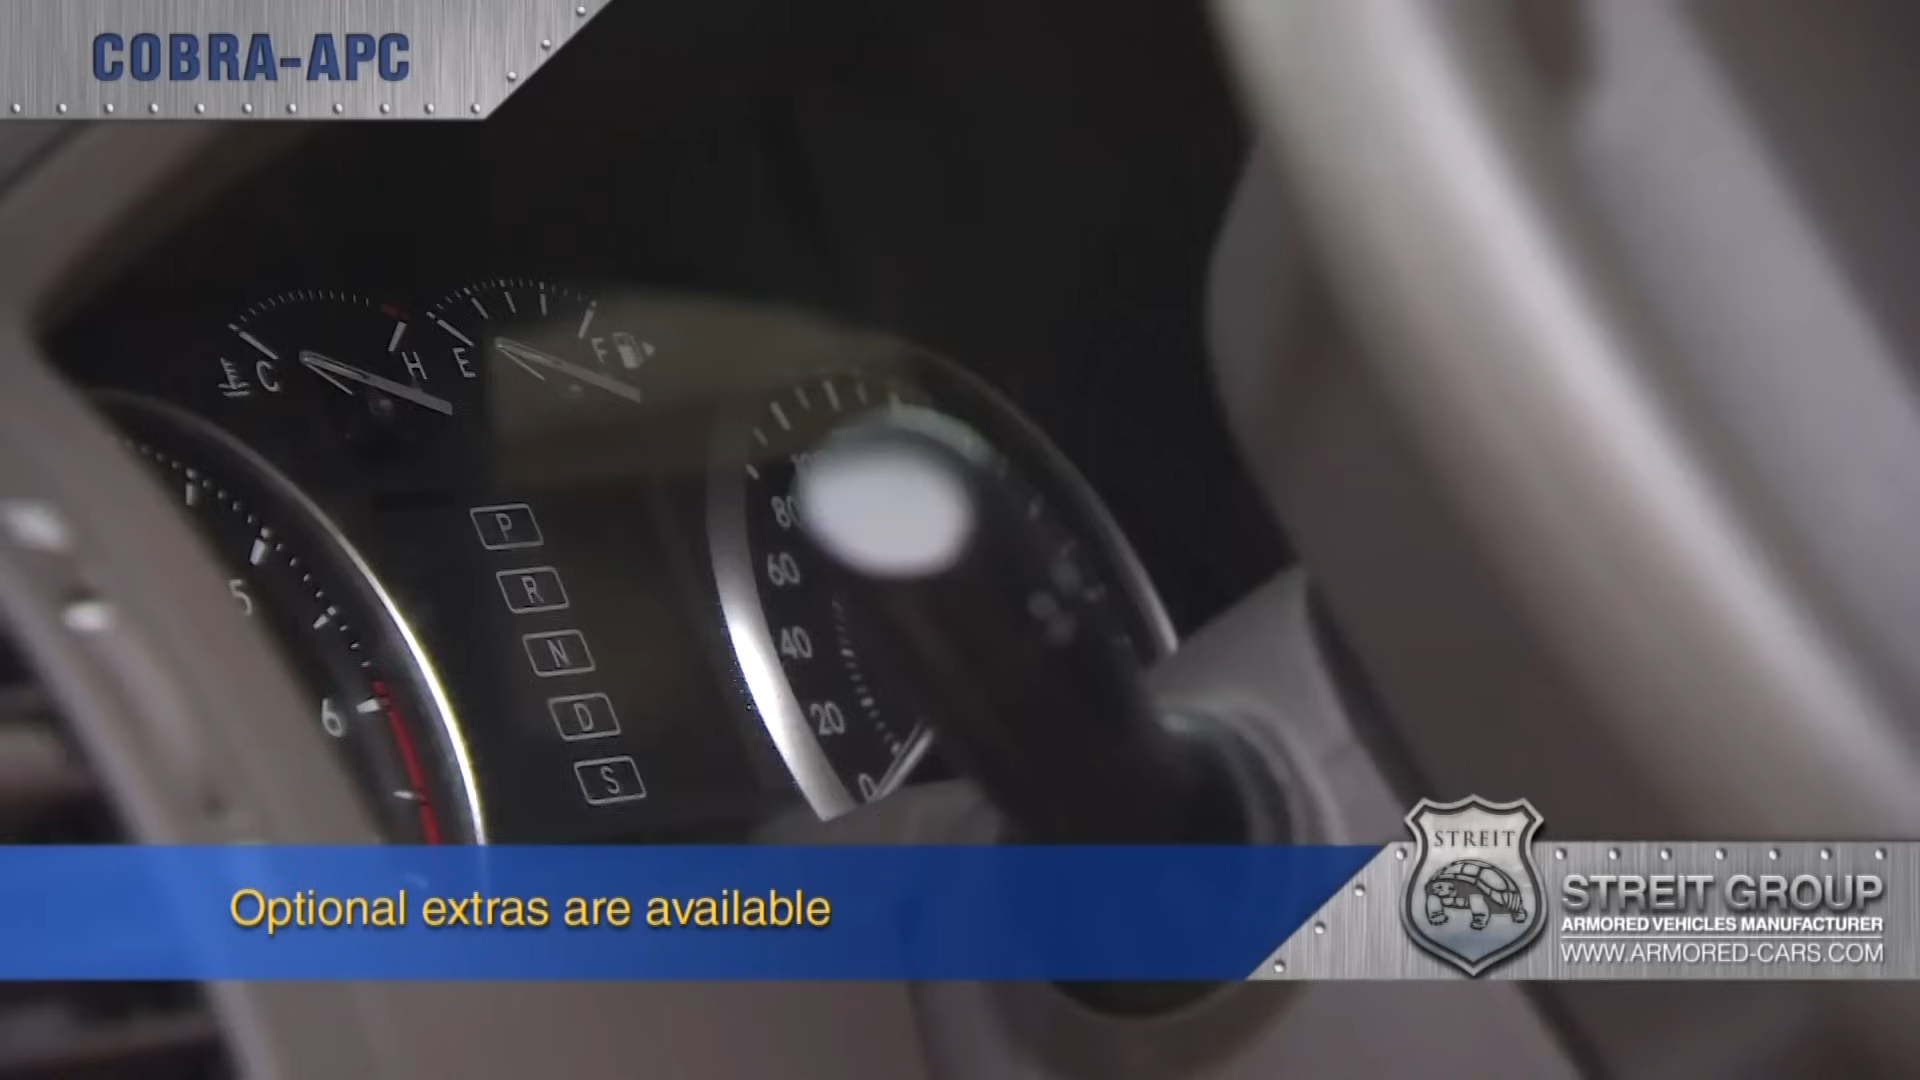 COBRA-APC
C H E F
P
R
N
D
S
5
6
80
60
40
20
0
Optional extras are available
STREIT
STREIT GROUP
ARMORED VEHICLES MANUFACTURER
WWW.ARMORED-CARS.COM